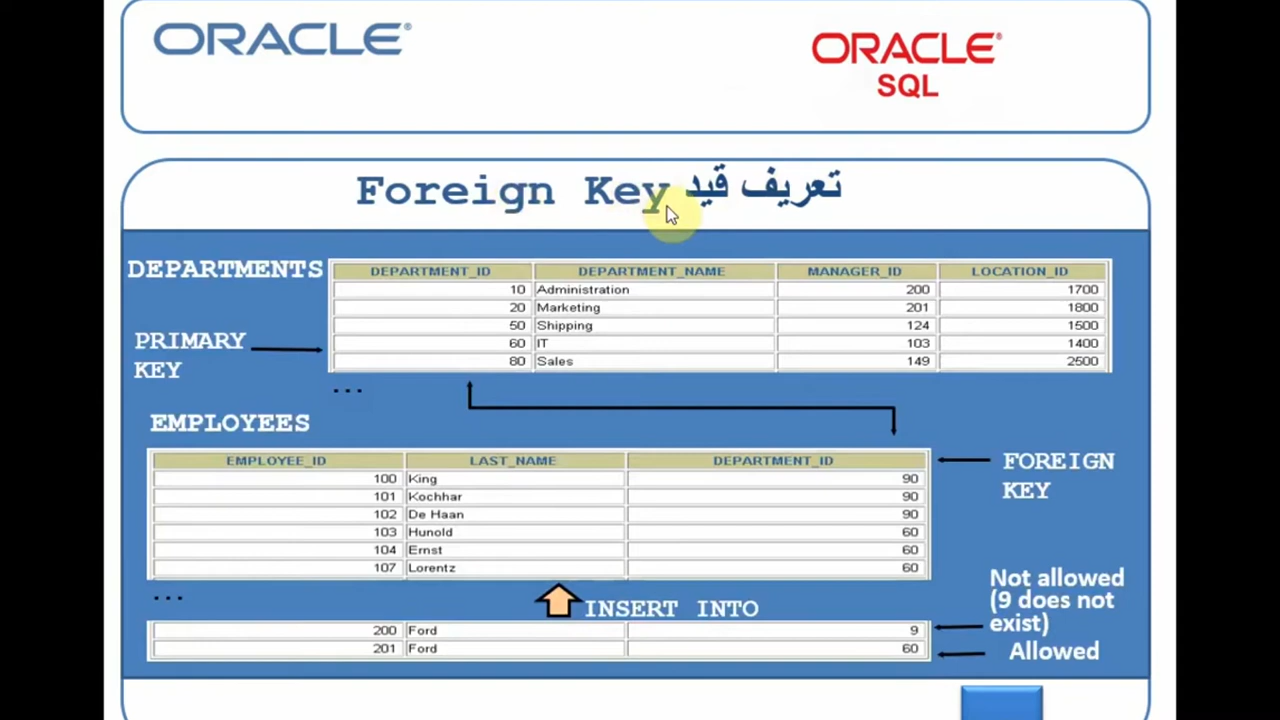 ORACLE®
ORACLE®
SQL
تعريف قيد Foreign Key
DEPARTMENTS
DEPARTMENT_ID DEPARTMENT_NAME MANAGER_ID LOCATION_ID
10 Administration 200 1700
20 Marketing 201 1800
50 Shipping 124 1500
60 IT 103 1400
80 Sales 149 2500
PRIMARY
KEY
...
EMPLOYEES
EMPLOYEE_ID LAST_NAME DEPARTMENT_ID
100 King 90
101 Kochhar 90
102 De Haan 90
103 Hunold 60
104 Ernst 60
107 Lorentz 60
FOREIGN
KEY
...
INSERT INTO
200 Ford 9
201 Ford 60
Not allowed
(9 does not
exist)
Allowed